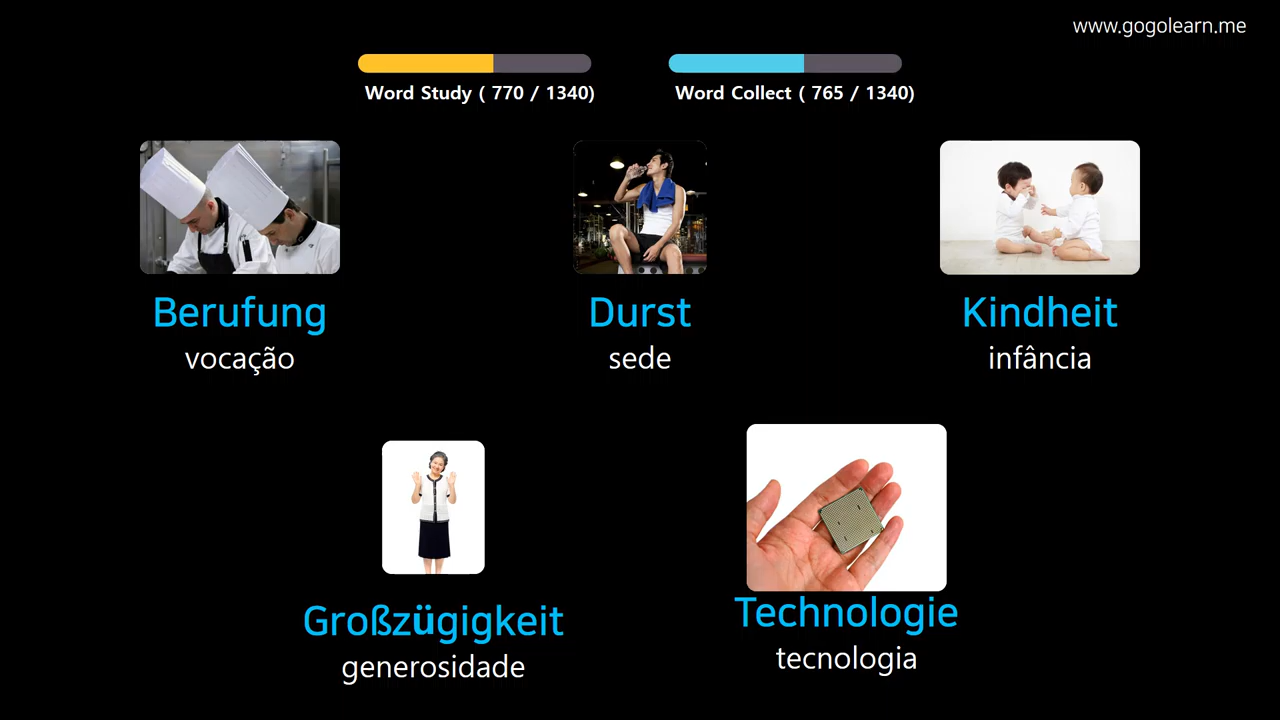 www.gogolearn.me
Word Study ( 770 / 1340)
Word Collect ( 765 / 1340)
Berufung
vocação
Durst
sede
Kindheit
infância
Großzügigkeit
generosidade
Technologie
tecnologia